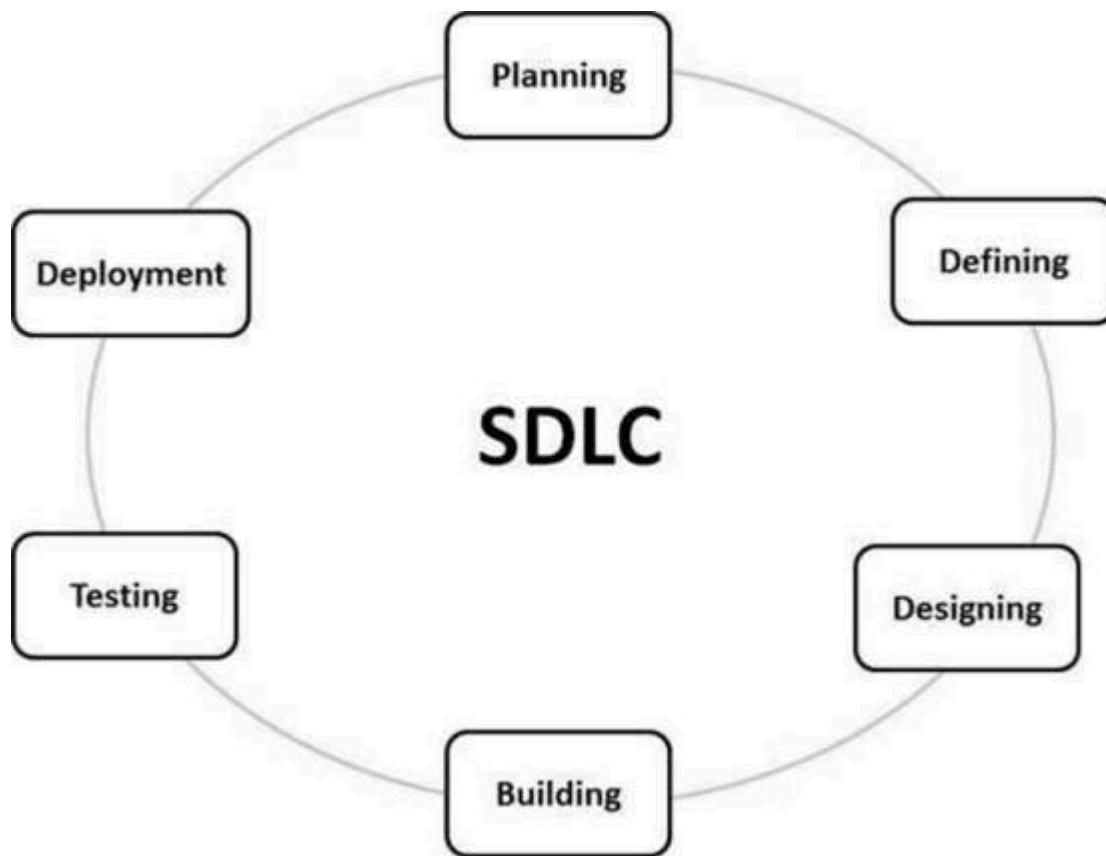 Planning
Defining
Deployment
SDLC
Designing
Testing
Building